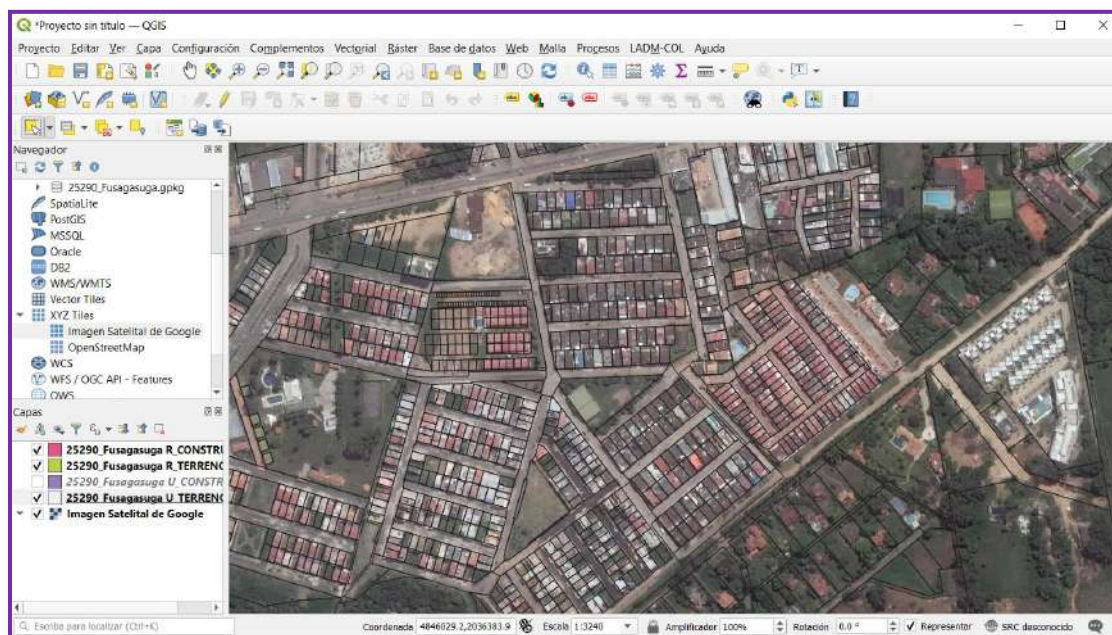 *Proyecto sin título — QGIS
Proyecto Editar Ver Capa Configuración Complementos Vectorial Ráster Base de datos Web Malla Procesos LADM-COL Ayuda
Navegador
25290_Fusagasuga.gpkg
SpatiaLite
PostGIS
MSSQL
Oracle
DB2
WMS/WMTS
Vector Tiles
XYZ Tiles
Imagen Satelital de Google
OpenStreetMap
WCS
WFS / OGC API - Features
OWS
Capas
25290_Fusagasuga R_CONSTRU
25290_Fusagasuga R_TERRENO
25290_Fusagasuga U_CONSTR
25290_Fusagasuga U_TERRENO
Imagen Satelital de Google
Escriba para localizar (Ctrl+K) Coordenada 4846029.2,2036383.9 Escala 1:3240 Amplificador 100% Rotación 0.0 ° Representar SRC desconocido